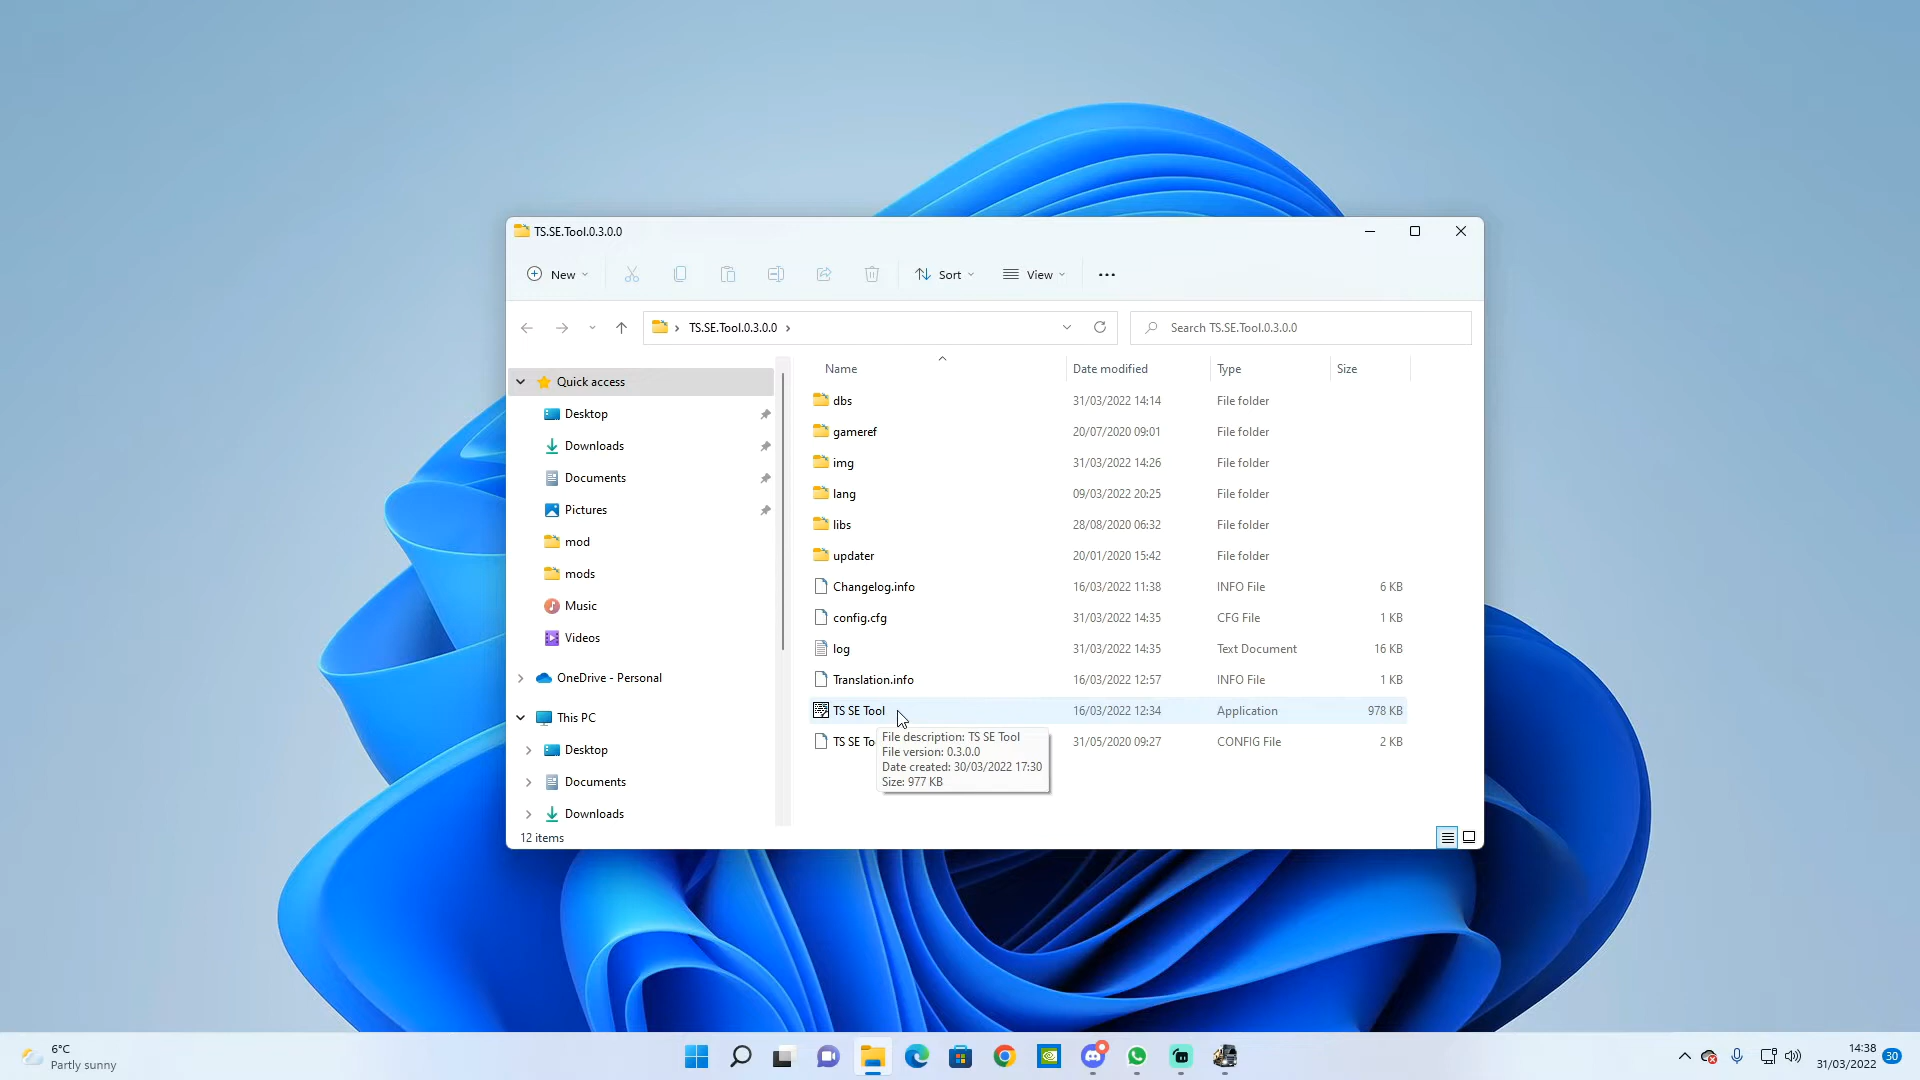 TS.SE.Tool.0.3.0.0
New
Sort
View
TS.SE.Tool.0.3.0.0
Search TS.SE.Tool.0.3.0.0
Quick access
Desktop
Downloads
Documents
Pictures
mod
mods
Music
Videos
OneDrive - Personal
This PC
Desktop
Documents
Downloads
Name Date modified Type Size
dbs 31/03/2022 14:14 File folder
gameref 20/07/2020 09:01 File folder
img 31/03/2022 14:26 File folder
lang 09/03/2022 20:25 File folder
libs 28/08/2020 06:32 File folder
updater 20/01/2020 15:42 File folder
Changelog.info 16/03/2022 11:38 INFO File 6 KB
config.cfg 31/03/2022 14:35 CFG File 1 KB
log 31/03/2022 14:35 Text Document 16 KB
Translation.info 16/03/2022 12:57 INFO File 1 KB
TS SE Tool 16/03/2022 12:34 Application 978 KB
TS SE To 31/05/2020 09:27 CONFIG File 2 KB
File description: TS SE Tool
File version: 0.3.0.0
Date created: 30/03/2022 17:30
Size: 977 KB
12 items
6°C
Partly sunny
14:38
31/03/2022
30